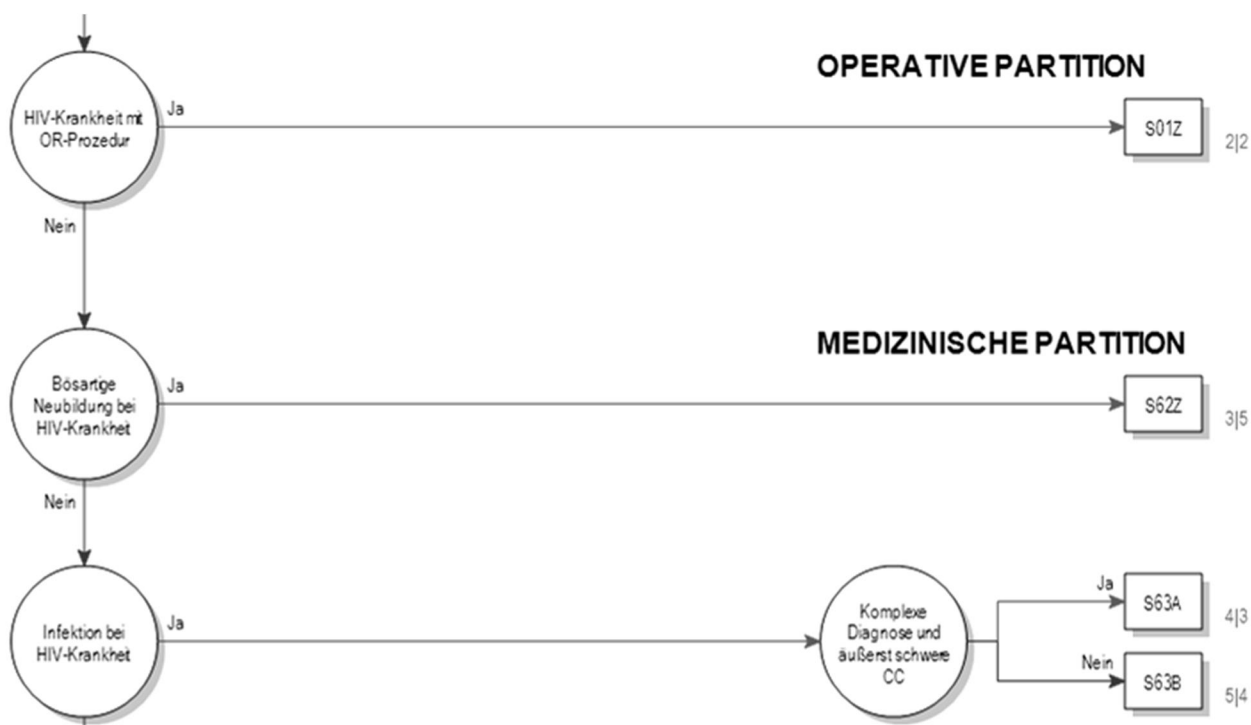 OPERATIVE PARTITION
HIV-Krankheit mit
OR-Prozedur
Ja
S01Z
2|2
Nein
MEDIZINISCHE PARTITION
Bösartige
Neubildung bei
HIV-Krankheit
Ja
S62Z
3|5
Nein
Infektion bei
HIV-Krankheit
Ja
Komplexe
Diagnose und
äußerst schwere
CC
Ja
S63A
4|3
Nein
S63B
5|4